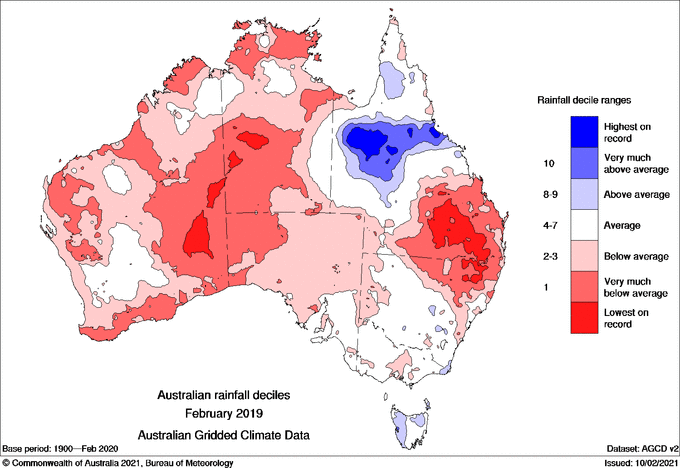 Rainfall decile ranges
Highest on
record
10
Very much
above average
8-9
Above average
4-7
Average
2-3
Below average
1
Very much
below average
Lowest on
record
Australian rainfall deciles
February 2019
Australian Gridded Climate Data
Base period: 1900—Feb 2020
Dataset: AGCD v2
© Commonwealth of Australia 2021, Bureau of Meteorology
Issued: 10/02/2021